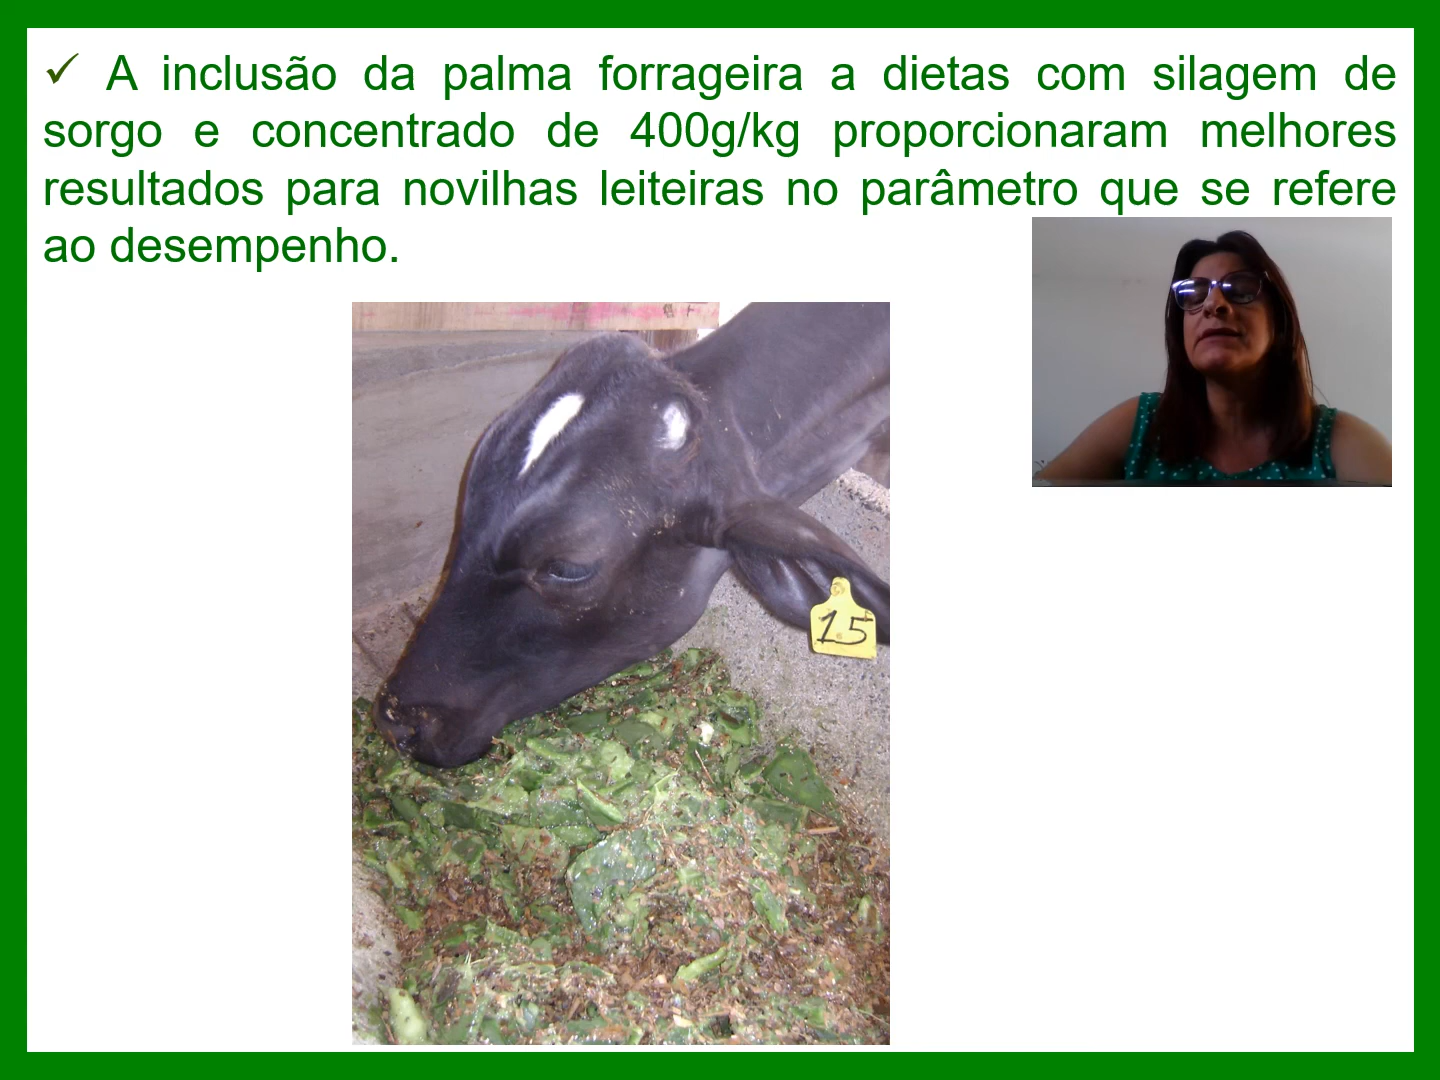 ✓ A inclusão da palma forrageira a dietas com silagem de
sorgo e concentrado de 400g/kg proporcionaram melhores
resultados para novilhas leiteiras no parâmetro que se refere
ao desempenho.
15